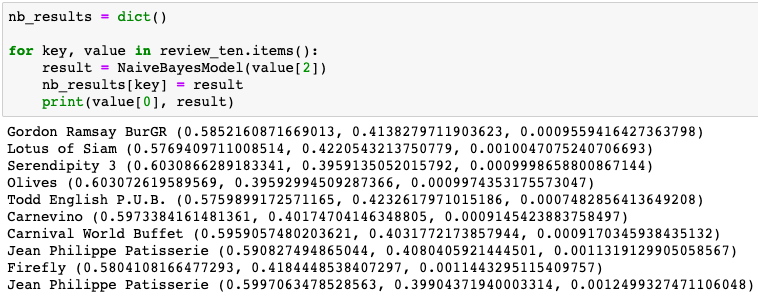 nb_results = dict()
for key, value in review_ten.items():
    result = NaiveBayesModel(value[2])
    nb_results[key] = result
    print(value[0], result)
Gordon Ramsay BurGR (0.5852160871669013, 0.4138279711903623, 0.0009559416427363798)
Lotus of Siam (0.5769409711008514, 0.4220543213750779, 0.0010047075240706693)
Serendipity 3 (0.6030866289183341, 0.3959135052015792, 0.0009998658800867144)
Olives (0.603072619589569, 0.39592994509287366, 0.0009974353175573047)
Todd English P.U.B. (0.5759899172571165, 0.4232617971015186, 0.0007482856413649208)
Carnevino (0.5973384161481361, 0.40174704146348805, 0.0009145423883758497)
Carnival World Buffet (0.5959057480203621, 0.4031772173857944, 0.0009170345938435132)
Jean Philippe Patisserie (0.590827494865044, 0.4080405921444501, 0.0011319129905058567)
Firefly (0.5804108166477293, 0.4184448538407297, 0.0011443295115409757)
Jean Philippe Patisserie (0.5997063478528563, 0.39904371940003314, 0.0012499327471106048)